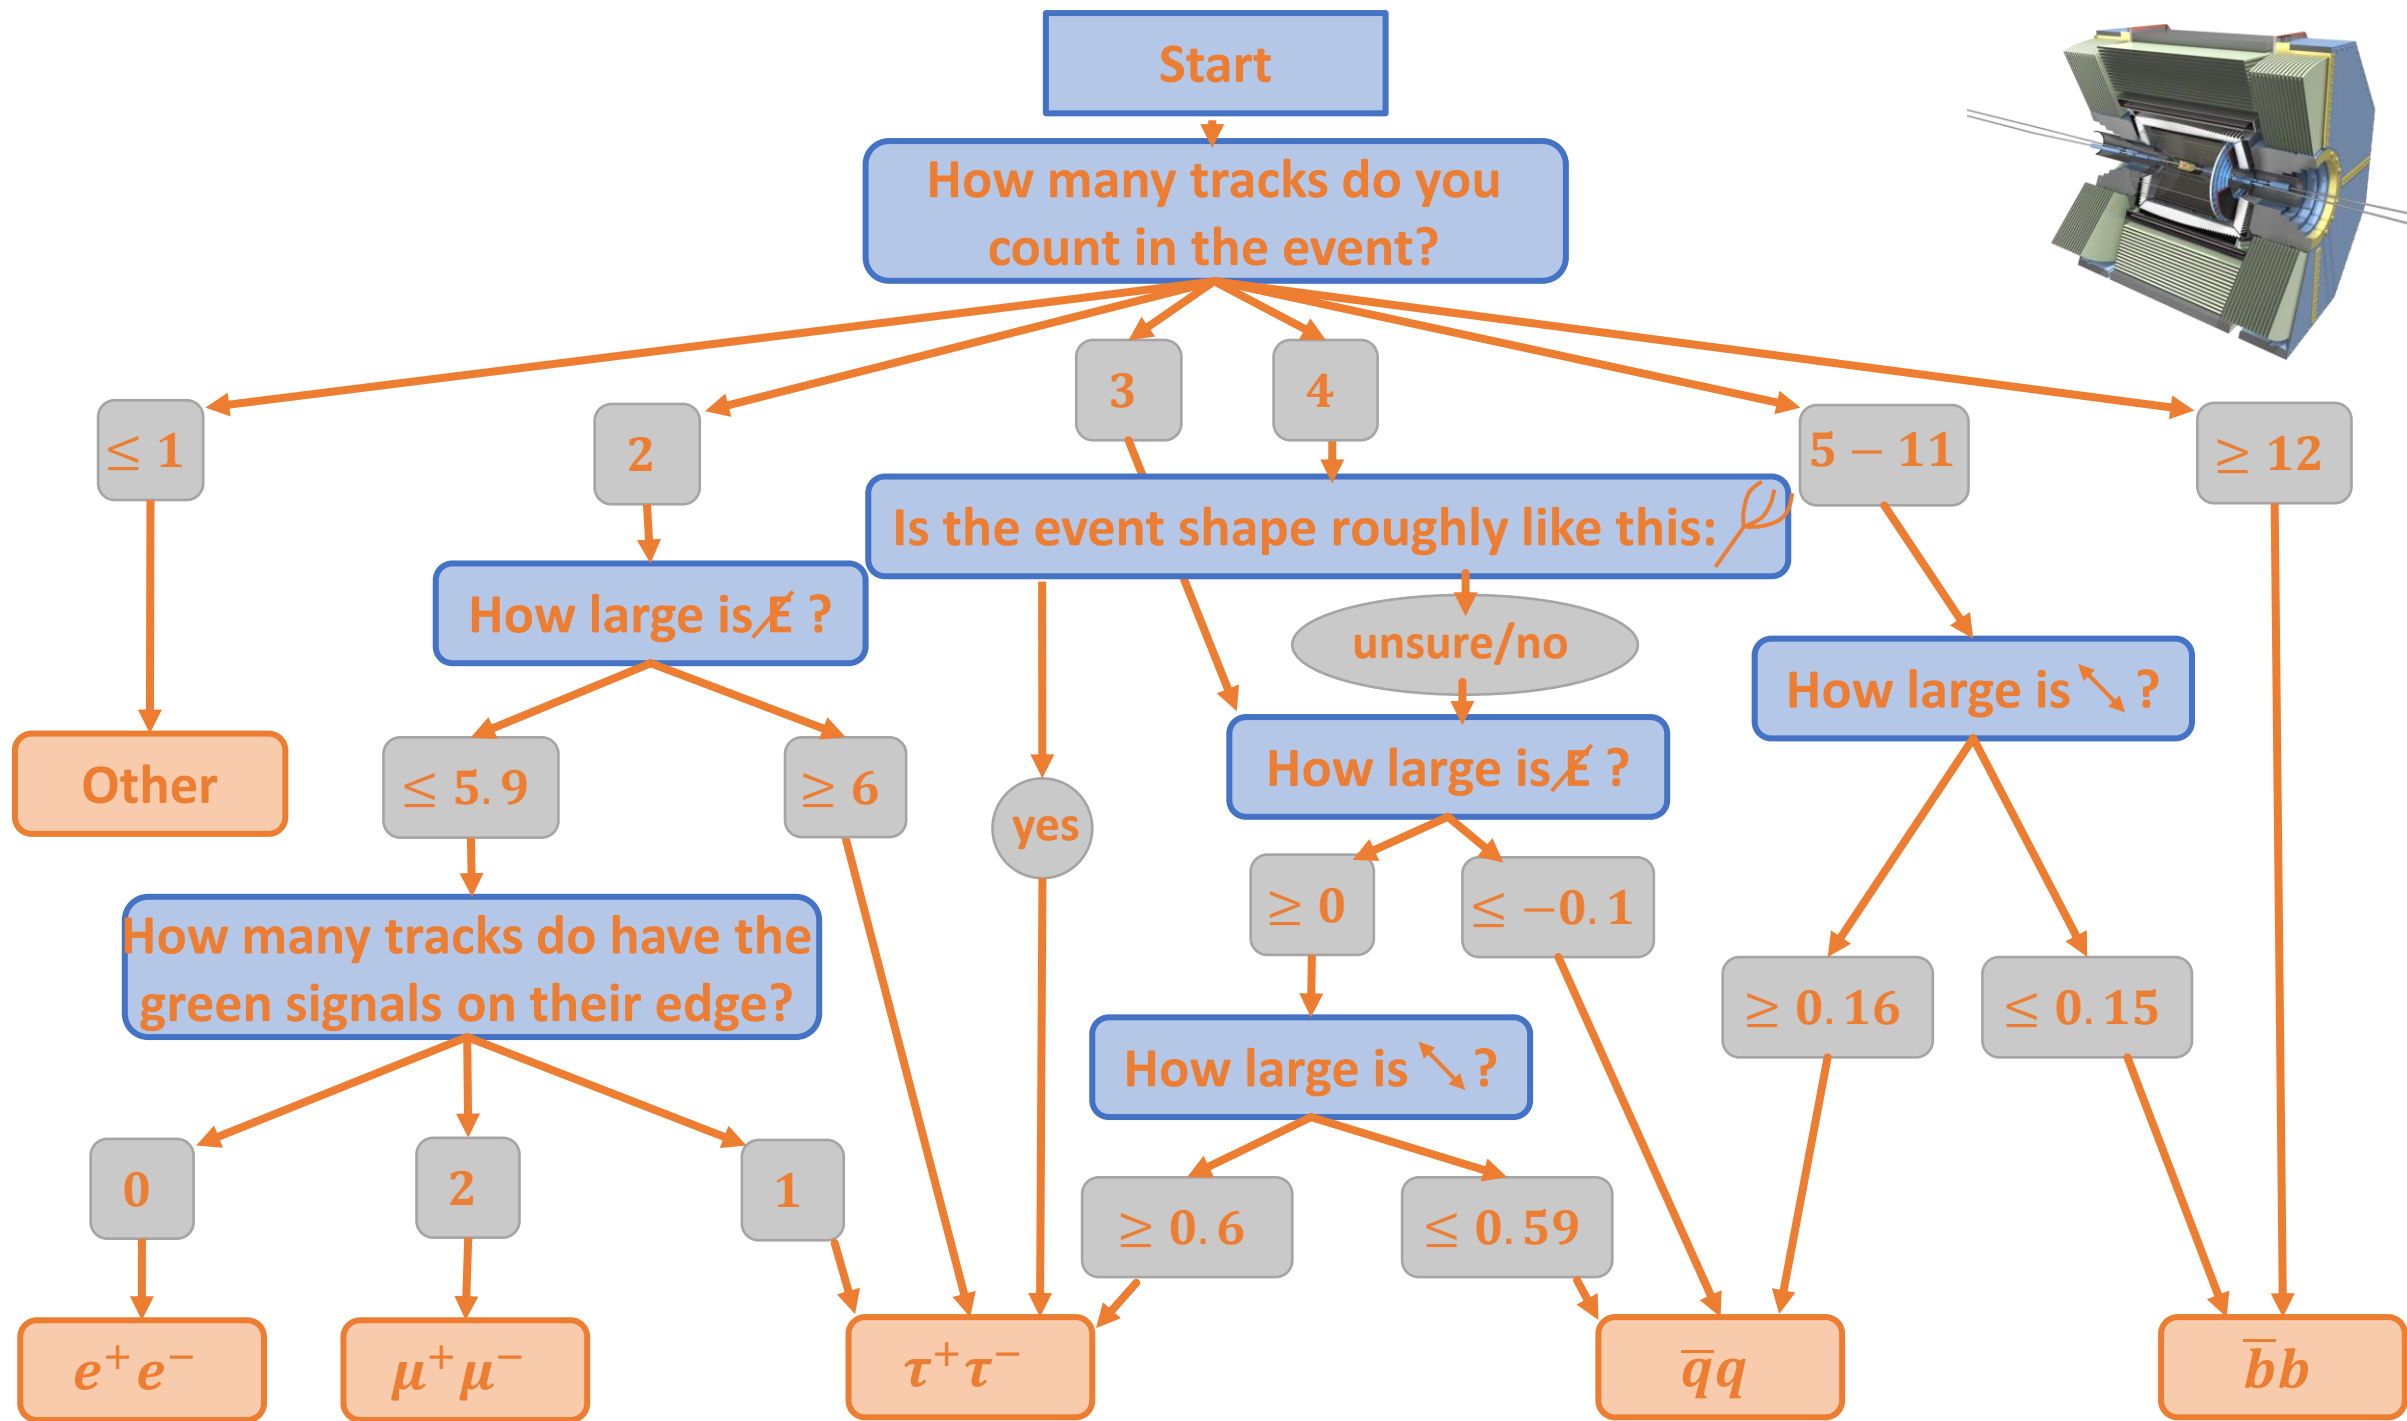 Start
How many tracks do you
count in the event?
3
4
≤ 1
2
5 − 11
≥ 12
Is the event shape roughly like this:
How large is E̸ ?
unsure/no
How large is ⤡ ?
How large is E̸ ?
Other
≤ 5.9
≥ 6
yes
≥ 0
≤ −0.1
How many tracks do have the
green signals on their edge?
≥ 0.16
≤ 0.15
How large is ⤡ ?
0
2
1
≥ 0.6
≤ 0.59
e⁺e⁻
μ⁺μ⁻
τ⁺τ⁻
q̅q
b̅b